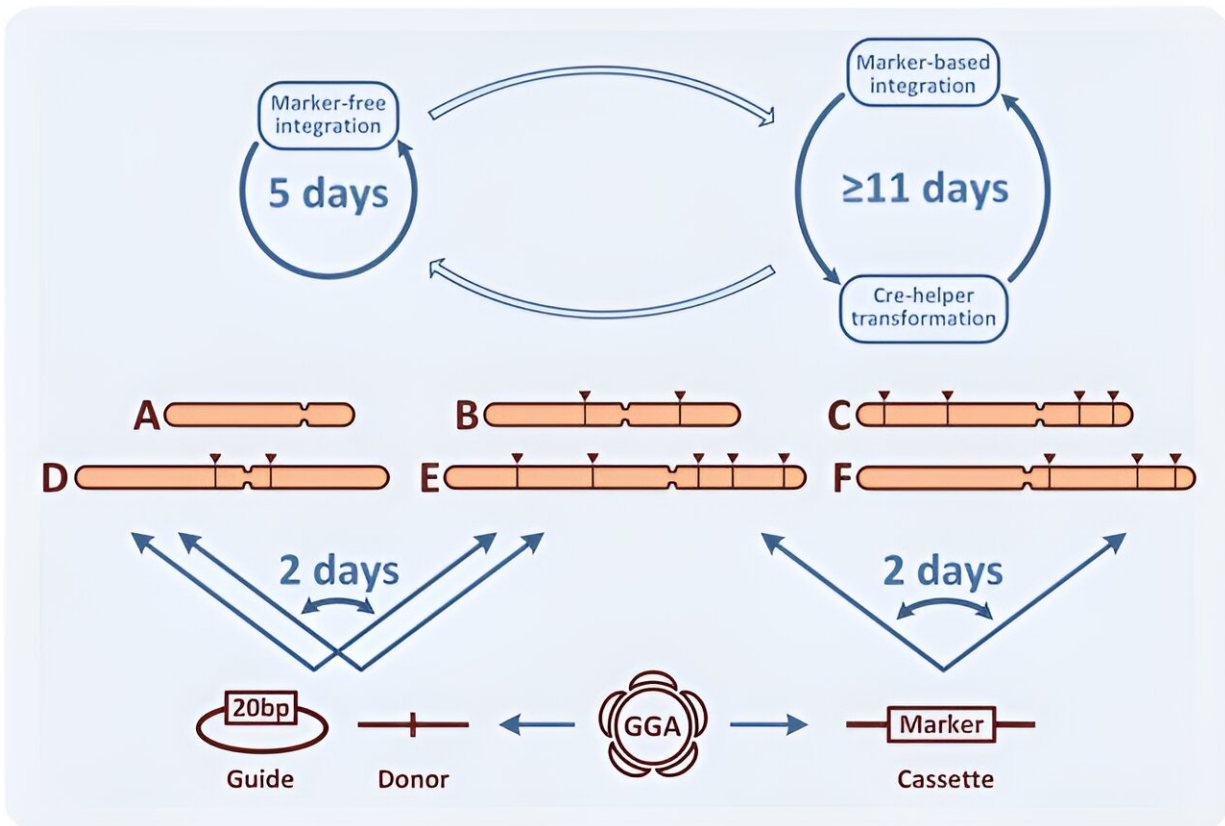 Marker-free
integration
5 days
Marker-based
integration
≥11 days
Cre-helper
transformation
A
B
C
D
E
F
2 days
2 days
20bp
Guide
Donor
GGA
Marker
Cassette